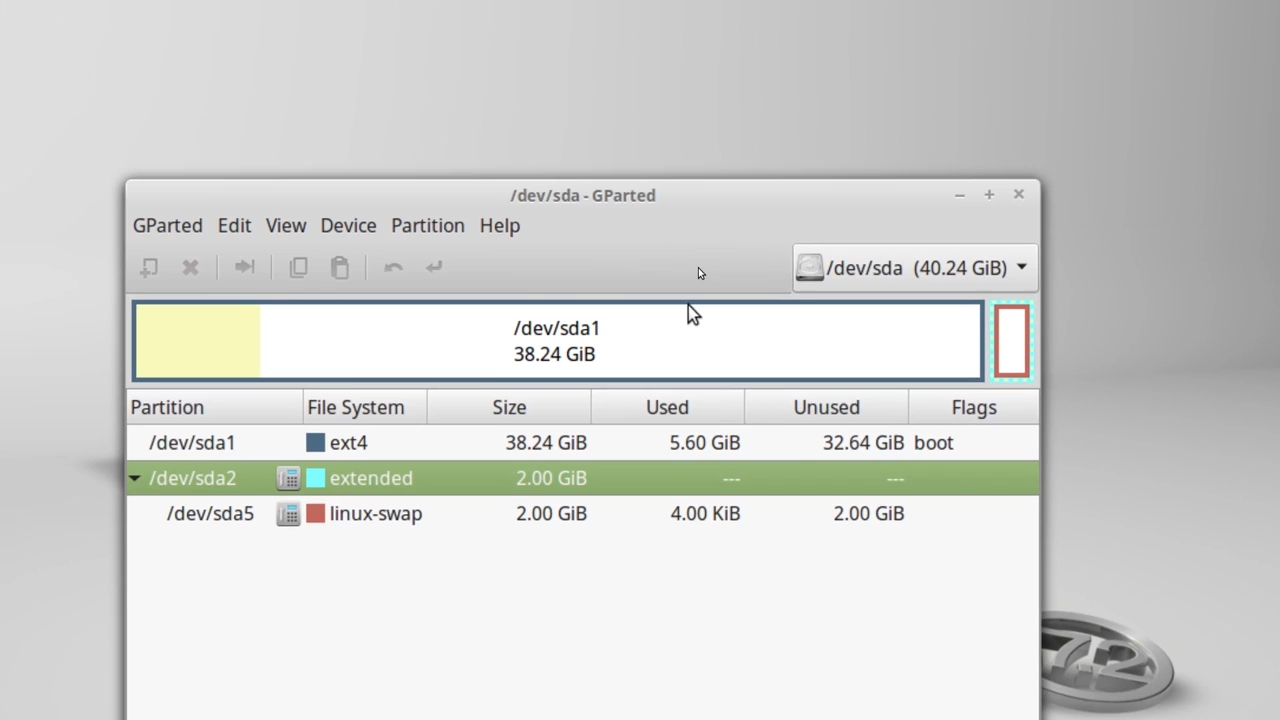 /dev/sda - GParted
GParted Edit View Device Partition Help
/dev/sda (40.24 GiB)
/dev/sda1
38.24 GiB
Partition File System Size Used Unused Flags
/dev/sda1 ext4 38.24 GiB 5.60 GiB 32.64 GiB boot
/dev/sda2 extended 2.00 GiB --- ---
/dev/sda5 linux-swap 2.00 GiB 4.00 KiB 2.00 GiB
17.2